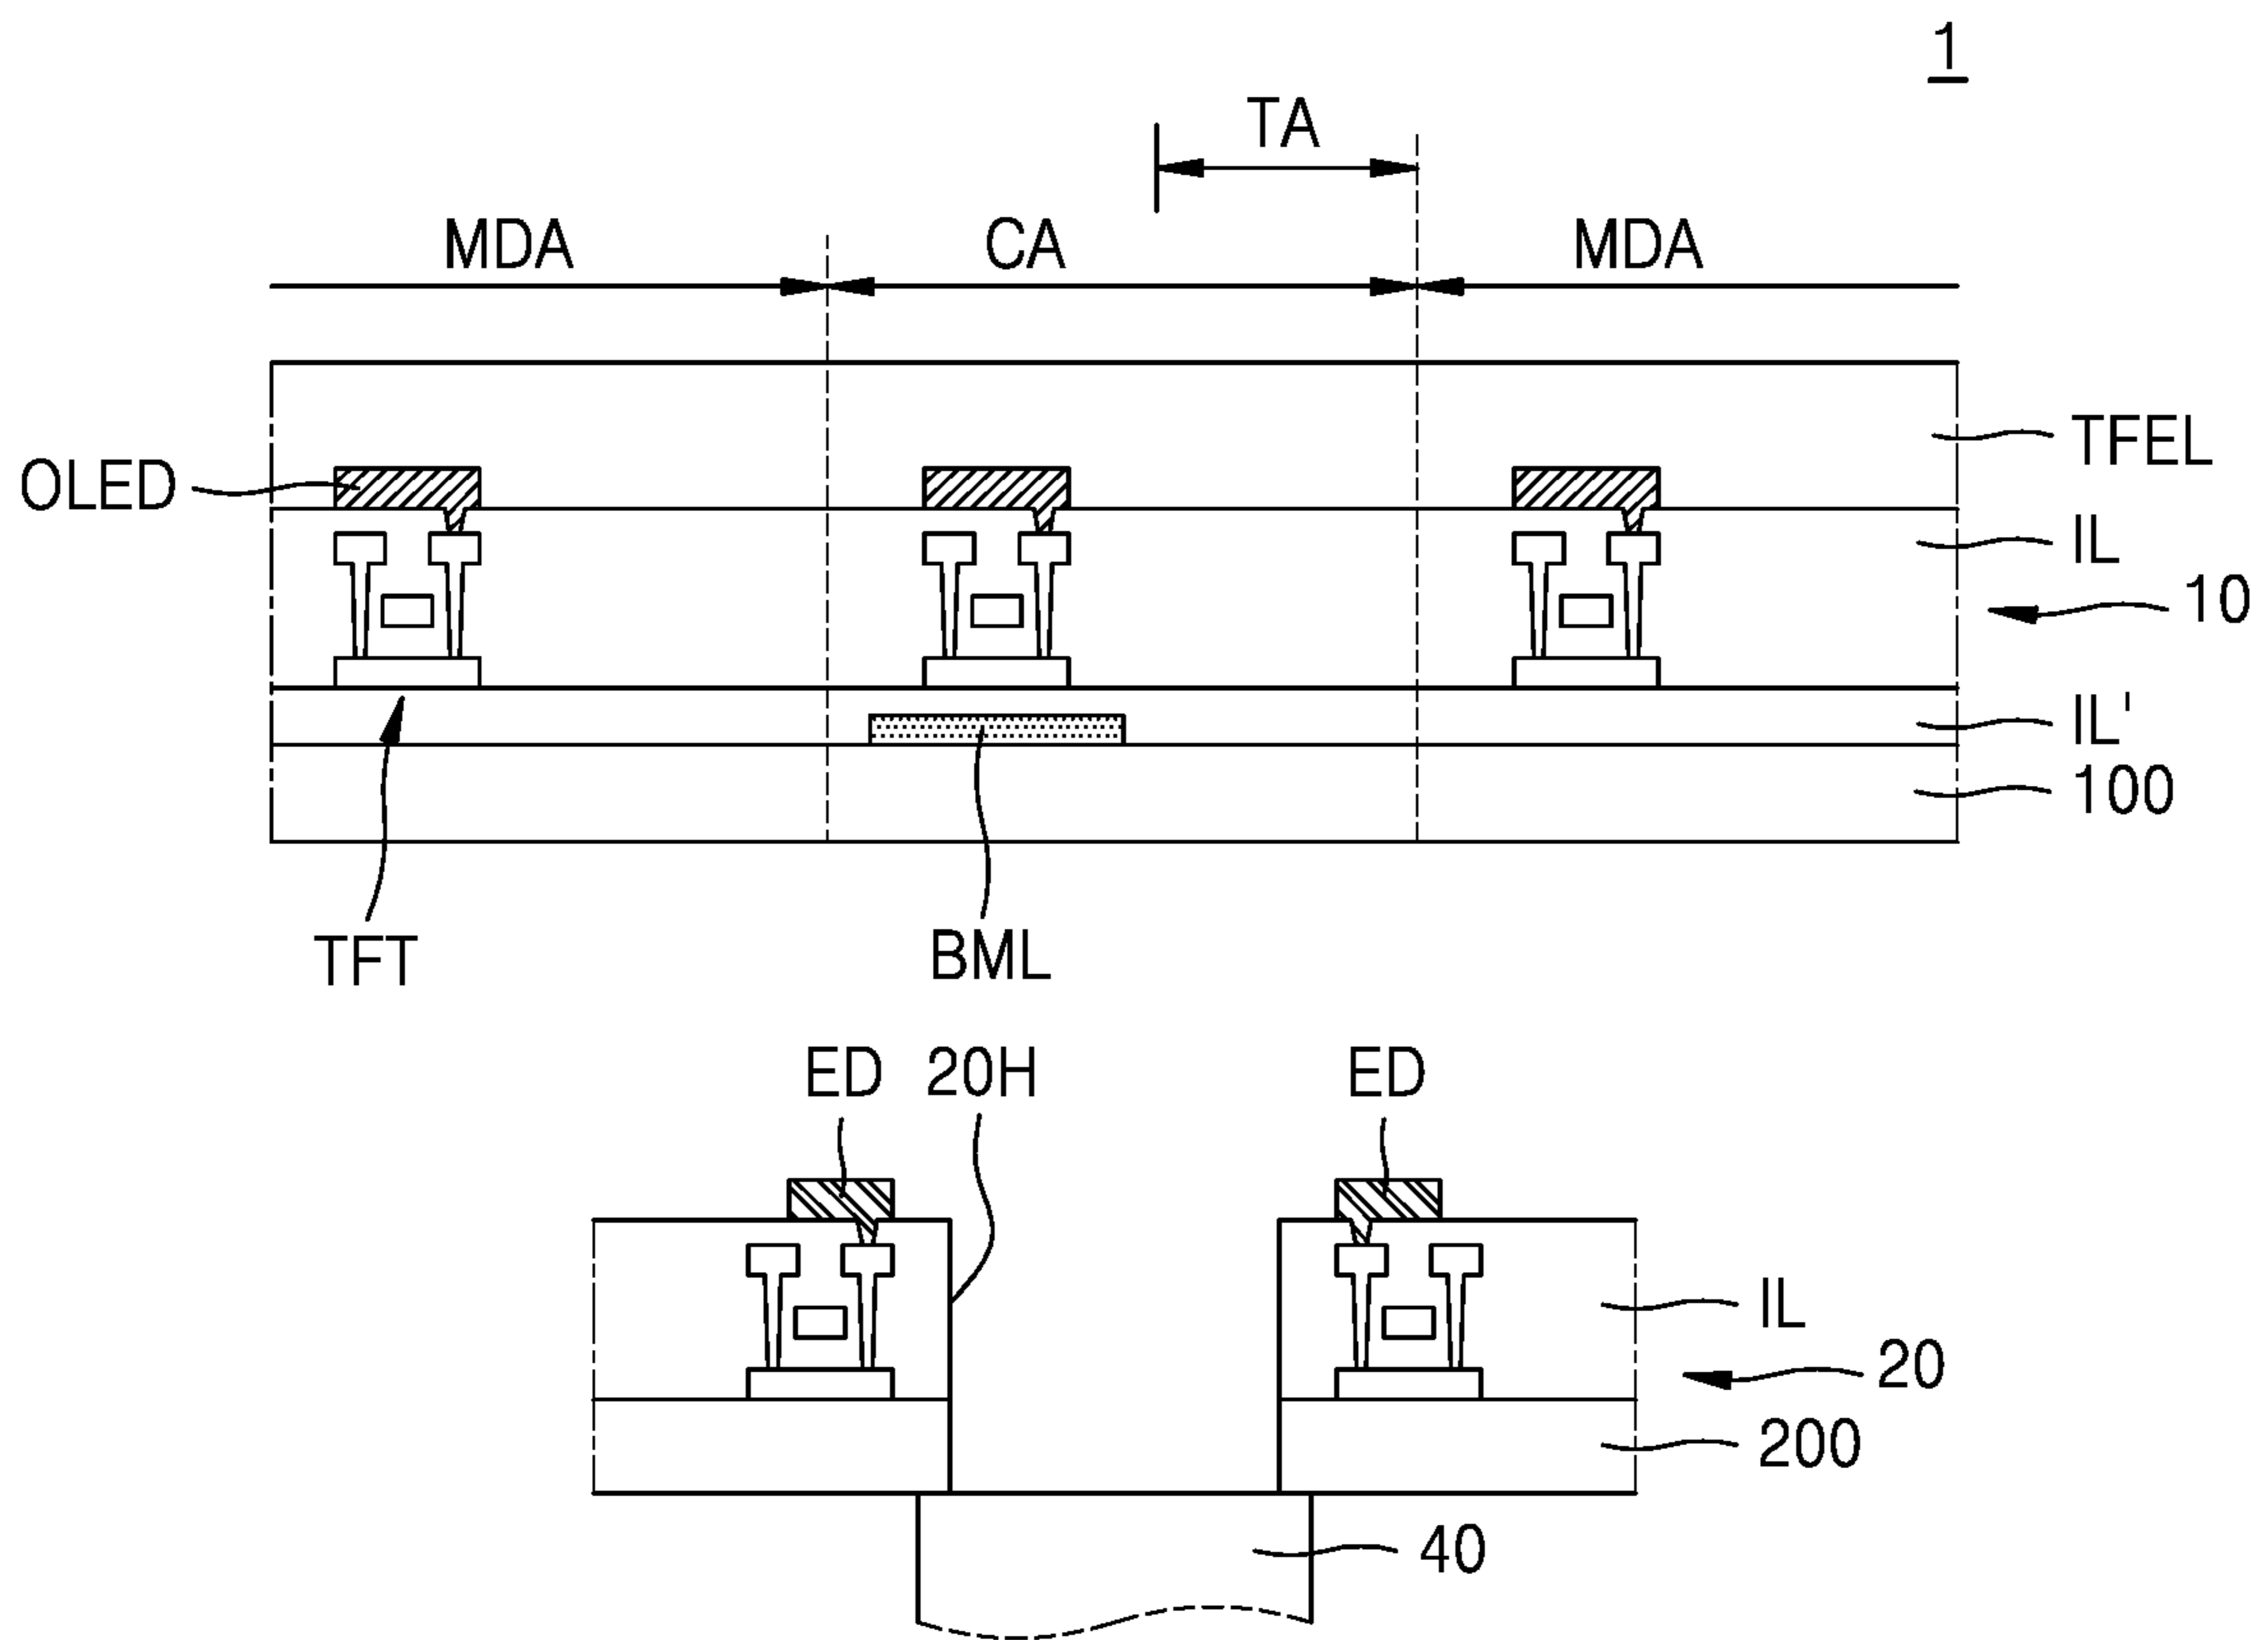 1
TA
MDA CA MDA
TFEL
OLED
IL
10
IL'
100
TFT BML
ED 20H ED
IL
20
200
40